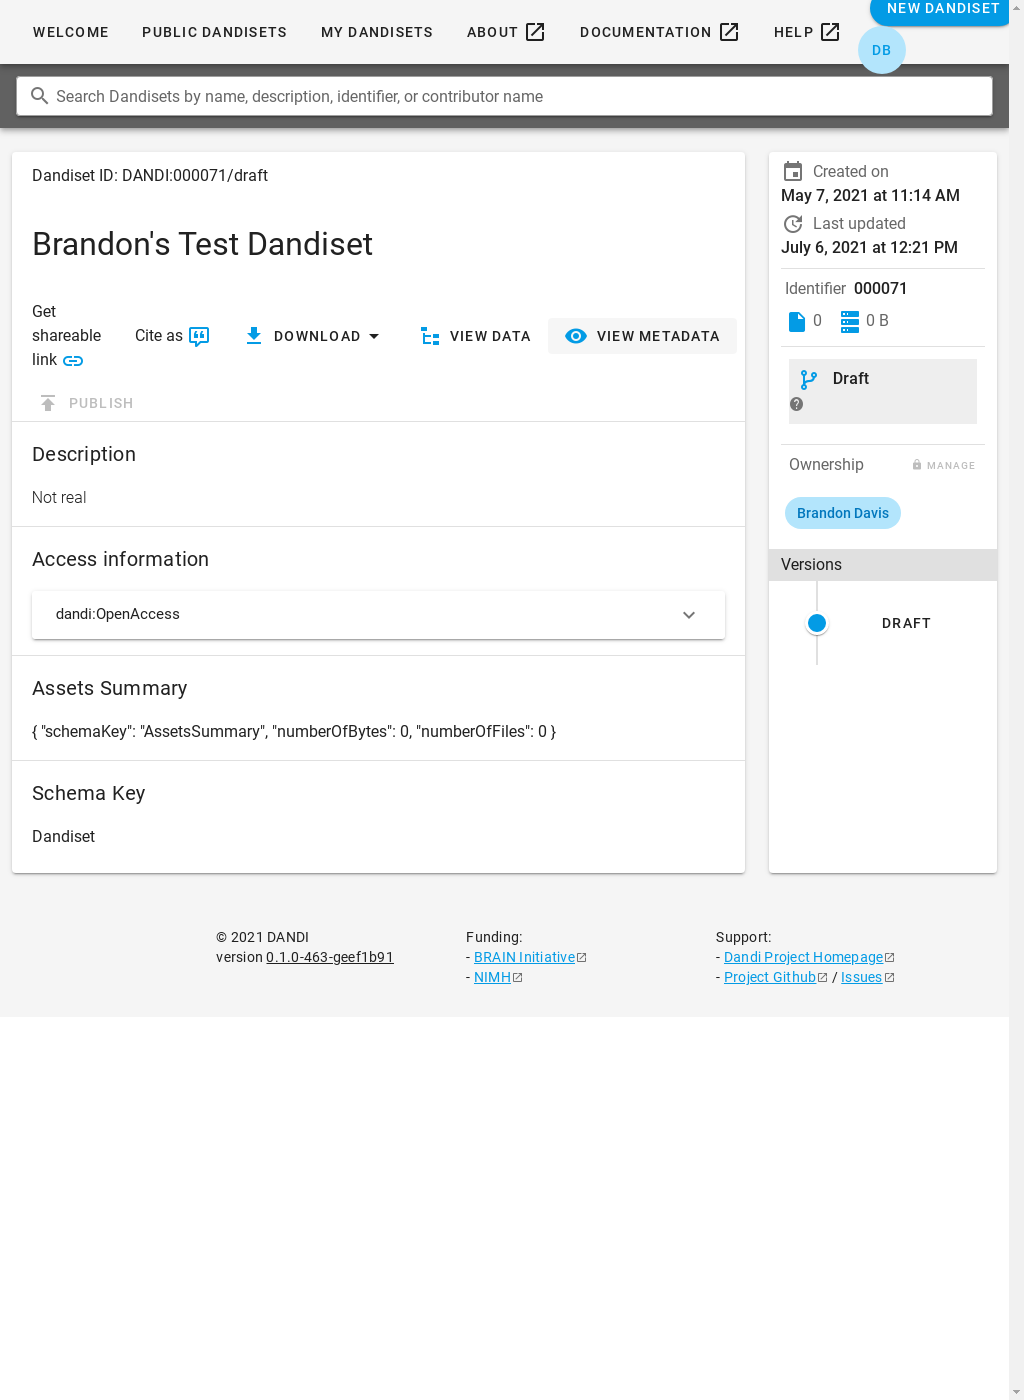 WELCOME PUBLIC DANDISETS MY DANDISETS ABOUT DOCUMENTATION HELP NEW DANDISET
DB
Search Dandisets by name, description, identifier, or contributor name
Dandiset ID: DANDI:000071/draft
Brandon's Test Dandiset
Get
shareable
link
Cite as DOWNLOAD VIEW DATA VIEW METADATA
PUBLISH
Description
Not real
Access information
dandi:OpenAccess
Assets Summary
{ "schemaKey": "AssetsSummary", "numberOfBytes": 0, "numberOfFiles": 0 }
Schema Key
Dandiset
Created on
May 7, 2021 at 11:14 AM
Last updated
July 6, 2021 at 12:21 PM
Identifier 000071
0 0 B
Draft
Ownership MANAGE
Brandon Davis
Versions
DRAFT
© 2021 DANDI
version 0.1.0-463-geef1b91
Funding:
- BRAIN Initiative
- NIMH
Support:
- Dandi Project Homepage
- Project Github / Issues